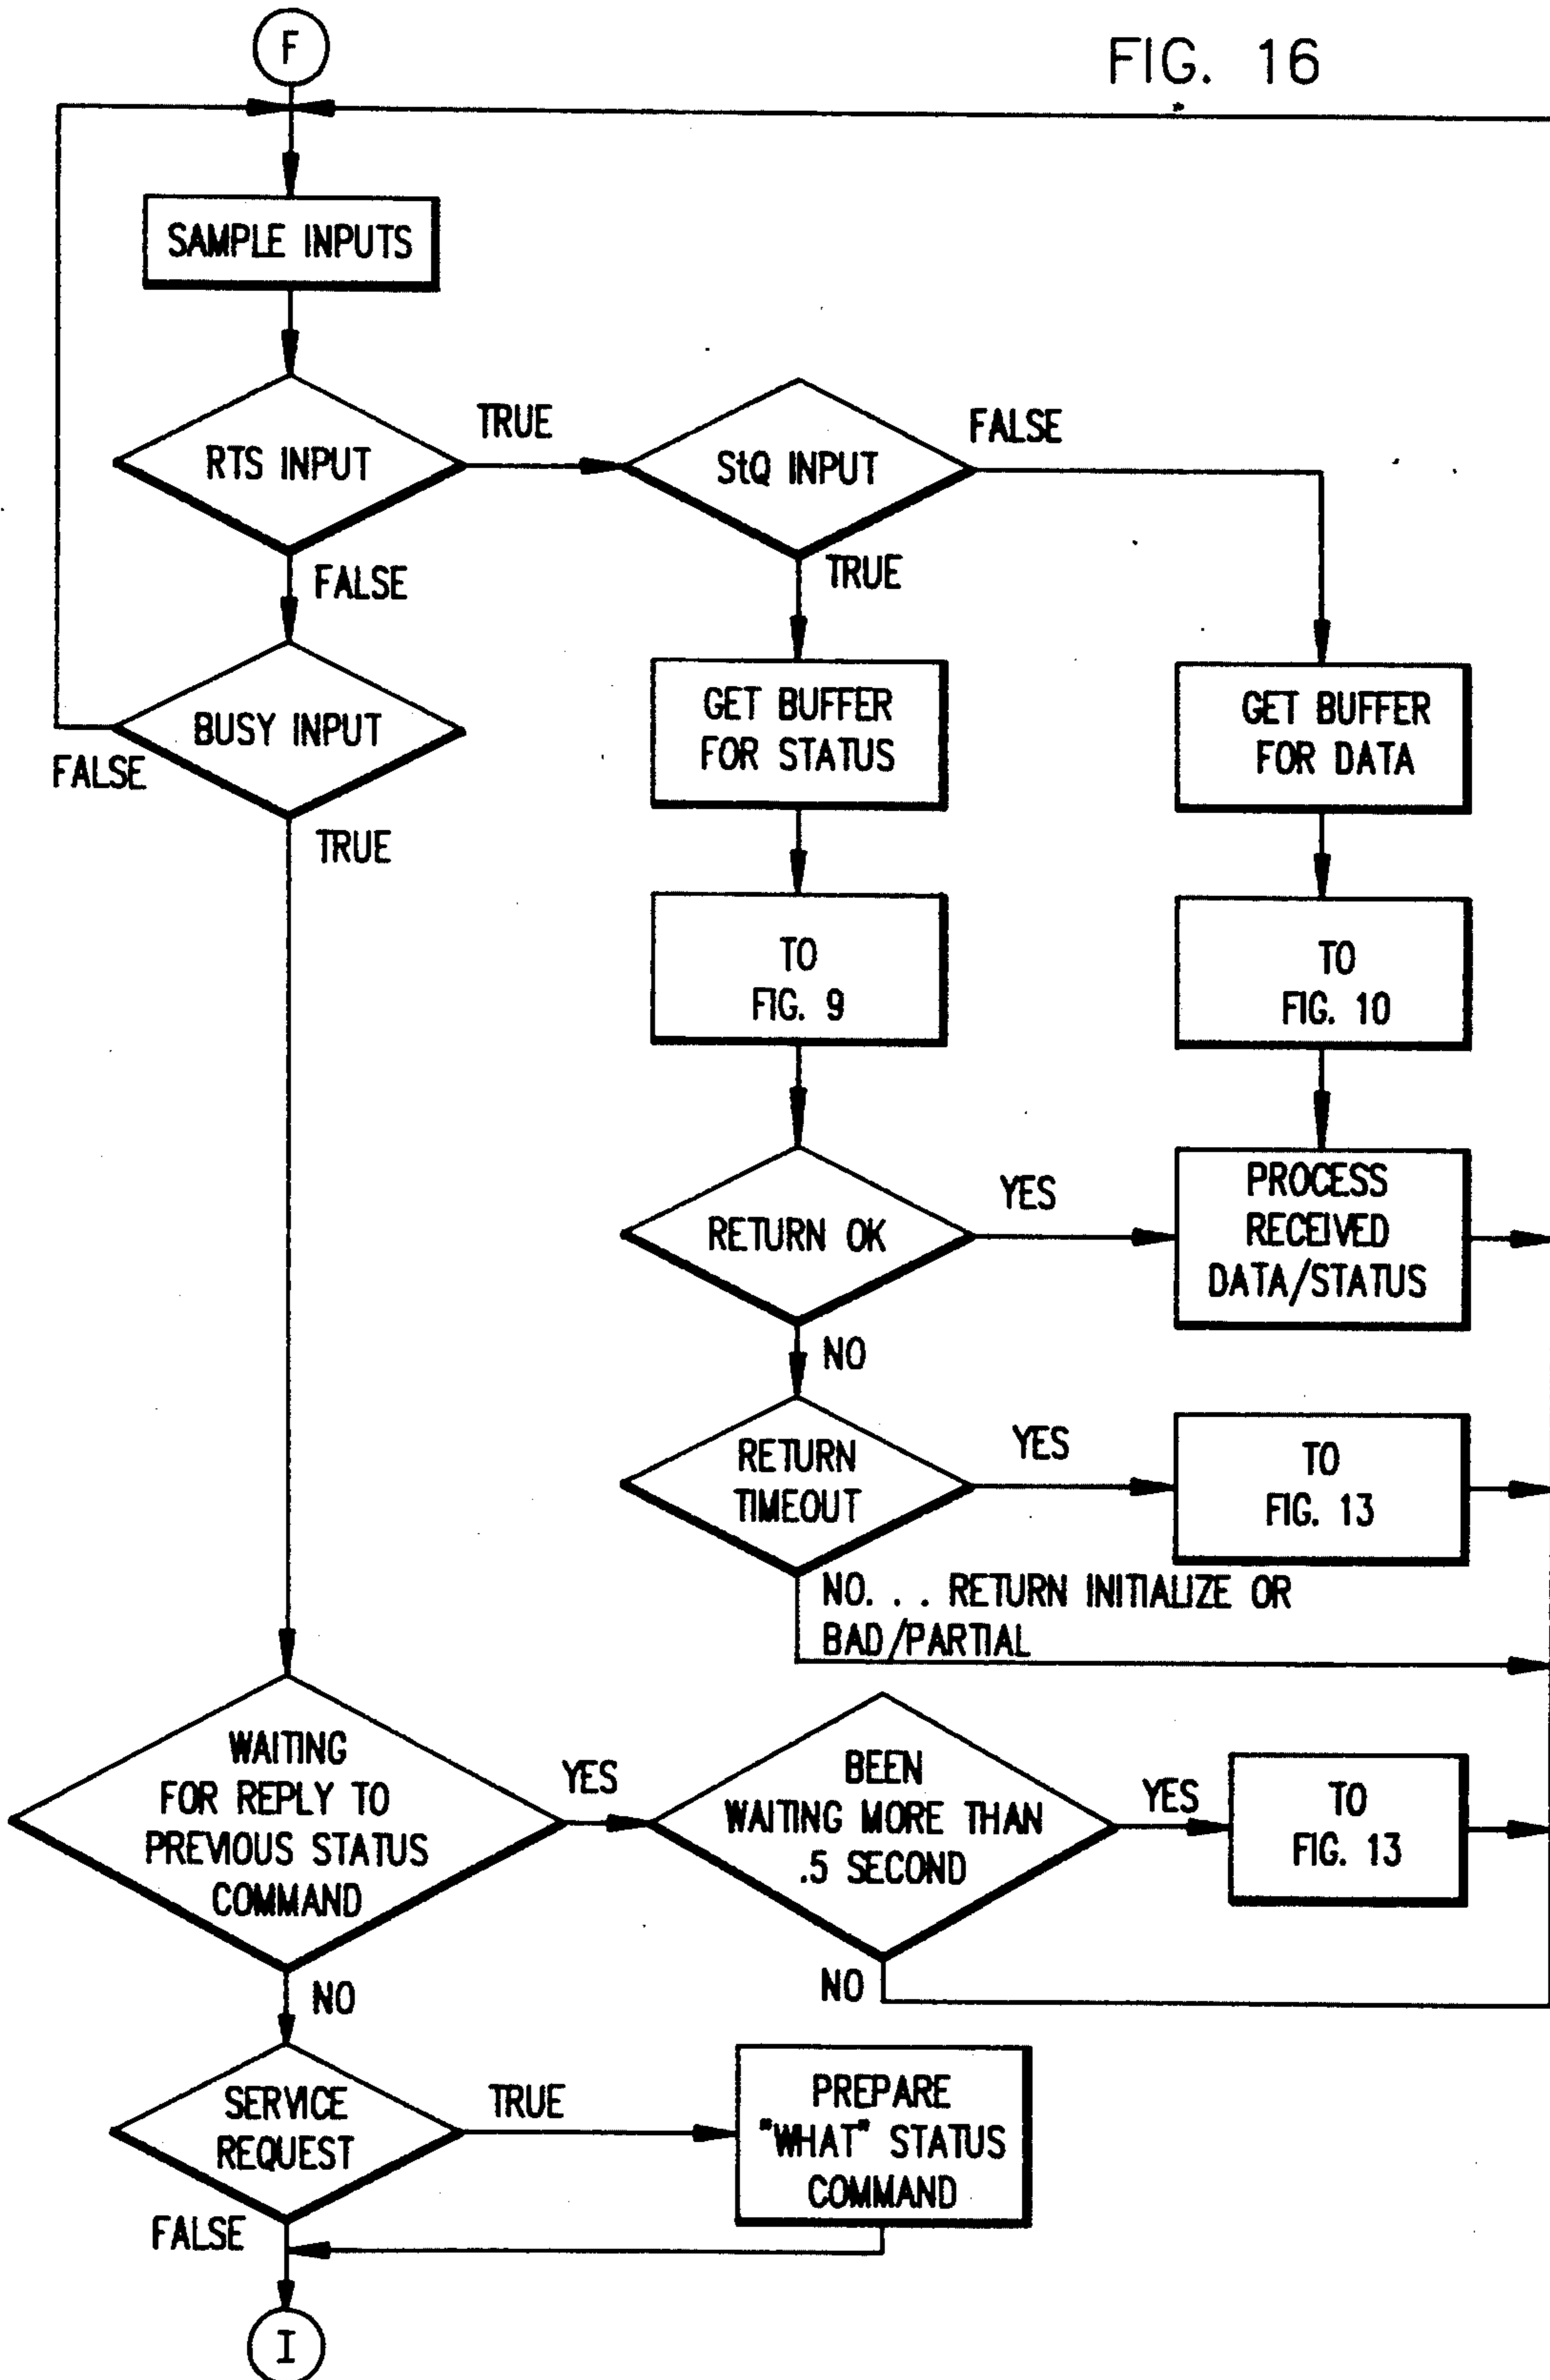 F
FIG. 16
SAMPLE INPUTS
RTS INPUT
TRUE
StQ INPUT
FALSE
FALSE
TRUE
BUSY INPUT
FALSE
TRUE
GET BUFFER
FOR STATUS
GET BUFFER
FOR DATA
TO
FIG. 9
TO
FIG. 10
RETURN OK
YES
PROCESS
RECEIVED
DATA/STATUS
NO
RETURN
TIMEOUT
YES
TO
FIG. 13
NO. . . RETURN INITIALIZE OR
BAD/PARTIAL
WAITING
FOR REPLY TO
PREVIOUS STATUS
COMMAND
YES
BEEN
WAITING MORE THAN
.5 SECOND
YES
TO
FIG. 13
NO
NO
SERVICE
REQUEST
TRUE
PREPARE
"WHAT" STATUS
COMMAND
FALSE
I